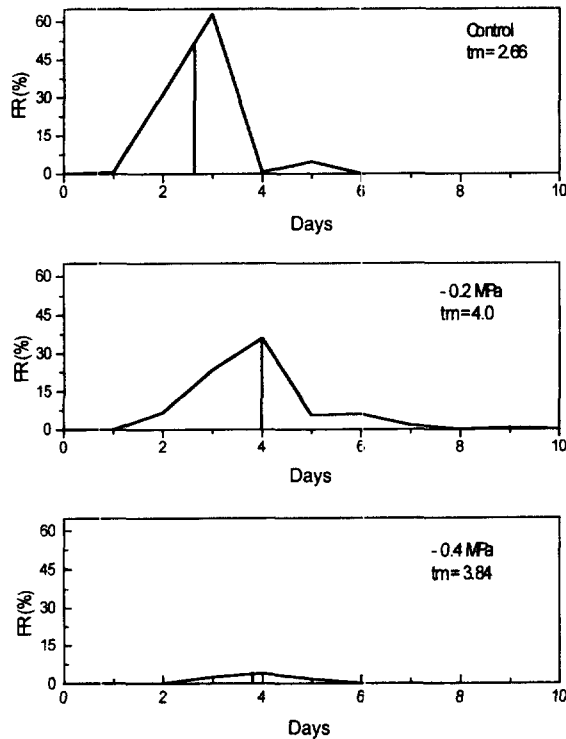 60
45
30
15
0
FR (%)
Control
tm = 2.66
0 2 4 6 8 10
Days
60
45
30
15
0
FR (%)
- 0.2 MPa
tm = 4.0
0 2 4 6 8 10
Days
60
45
30
15
0
FR (%)
- 0.4 MPa
tm = 3.84
0 2 4 6 8 10
Days